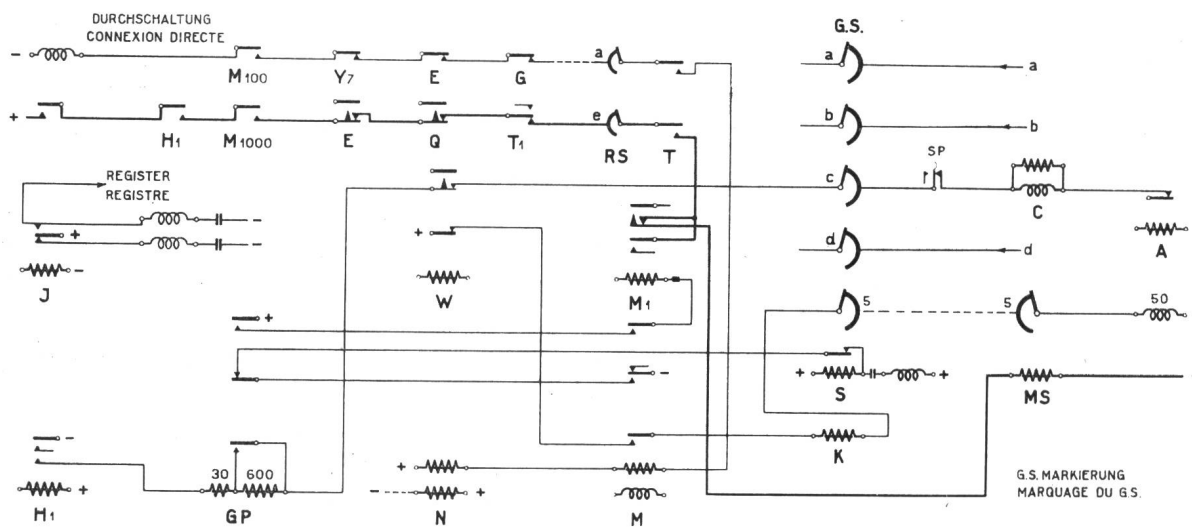 DURCHSCHALTUNG
CONNEXION DIRECTE
G.S.
- a a a
M100 Y7 E G
b b
+ e
H1 M1000 E Q T1 RS T
SP
REGISTER
REGISTRE
c
C
A
+ -
-
+
d d
-
J
W
M1
+
5 5 50
-
+ +
S
MS
-
K
30 600
+
+
- +
G.S. MARKIERUNG
MARQUAGE DU G.S.
H1 GP N M